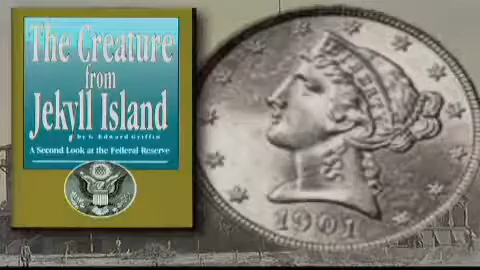 The Creature
from
Jekyll Island
by G. Edward Griffin
A Second Look at the Federal Reserve
LIBERTY
1901